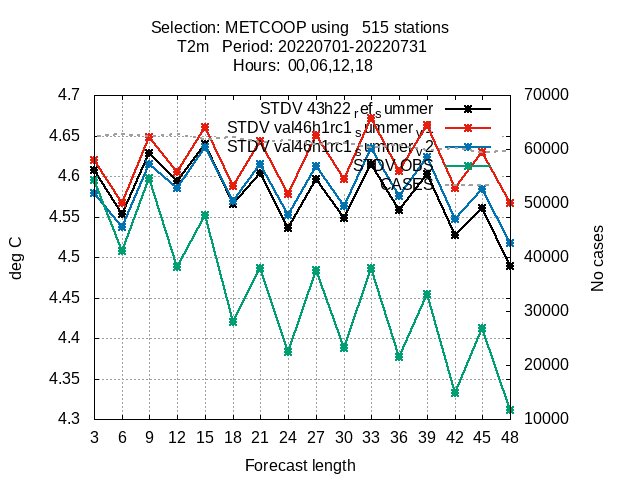 Selection: METCOOP using 515 stations
T2m Period: 20220701-20220731
Hours: 00,06,12,18
STDV 43h22_ref_summer
STDV val46h1rc1_summer_v1
STDV val46h1rc1_summer_v2
STDV OBS
CASES
4.7
4.65
4.6
4.55
4.5
4.45
4.4
4.35
4.3
deg C
70000
60000
50000
40000
30000
20000
10000
No cases
3 6 9 12 15 18 21 24 27 30 33 36 39 42 45 48
Forecast length